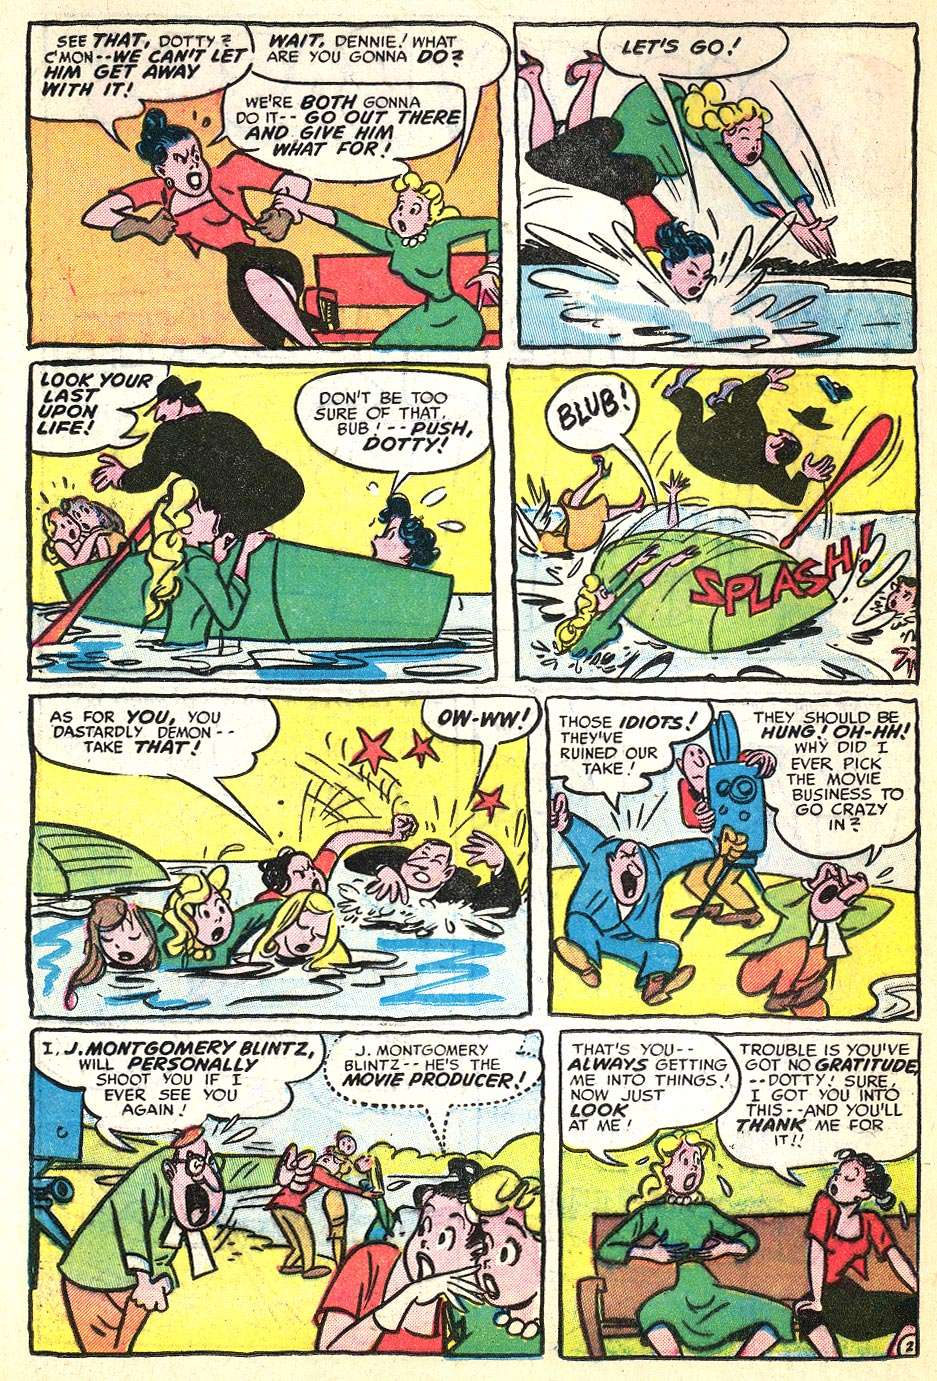 SEE THAT, DOTTY?
C'MON--WE CAN'T LET
HIM GET AWAY
WITH IT!
WAIT, DENNIE! WHAT
ARE YOU GONNA DO?
WE'RE BOTH GONNA
DO IT-- GO OUT THERE
AND GIVE HIM
WHAT FOR!
LET'S GO!
LOOK YOUR
LAST
UPON
LIFE!
DON'T BE TOO
SURE OF THAT,
BUB!--PUSH,
DOTTY!
BLUB!
SPLASH!
AS FOR YOU, YOU
DASTARDLY DEMON--
TAKE THAT!
OW-WW!
THOSE IDIOTS!
THEY'VE
RUINED OUR
TAKE!
THEY SHOULD BE
HUNG! OH-HH!
WHY DID I
EVER PICK
THE MOVIE
BUSINESS TO
GO CRAZY
IN?
I, J. MONTGOMERY BLINTZ,
WILL PERSONALLY
SHOOT YOU IF I
EVER SEE YOU
AGAIN!
J. MONTGOMERY
BLINTZ--HE'S THE
MOVIE PRODUCER!
THAT'S YOU--
ALWAYS GETTING
ME INTO THINGS!
NOW JUST
LOOK
AT ME!
TROUBLE IS YOU'VE
GOT NO GRATITUDE,
--DOTTY! SURE,
I GOT YOU INTO
THIS--AND YOU'LL
THANK ME FOR
IT!!
2